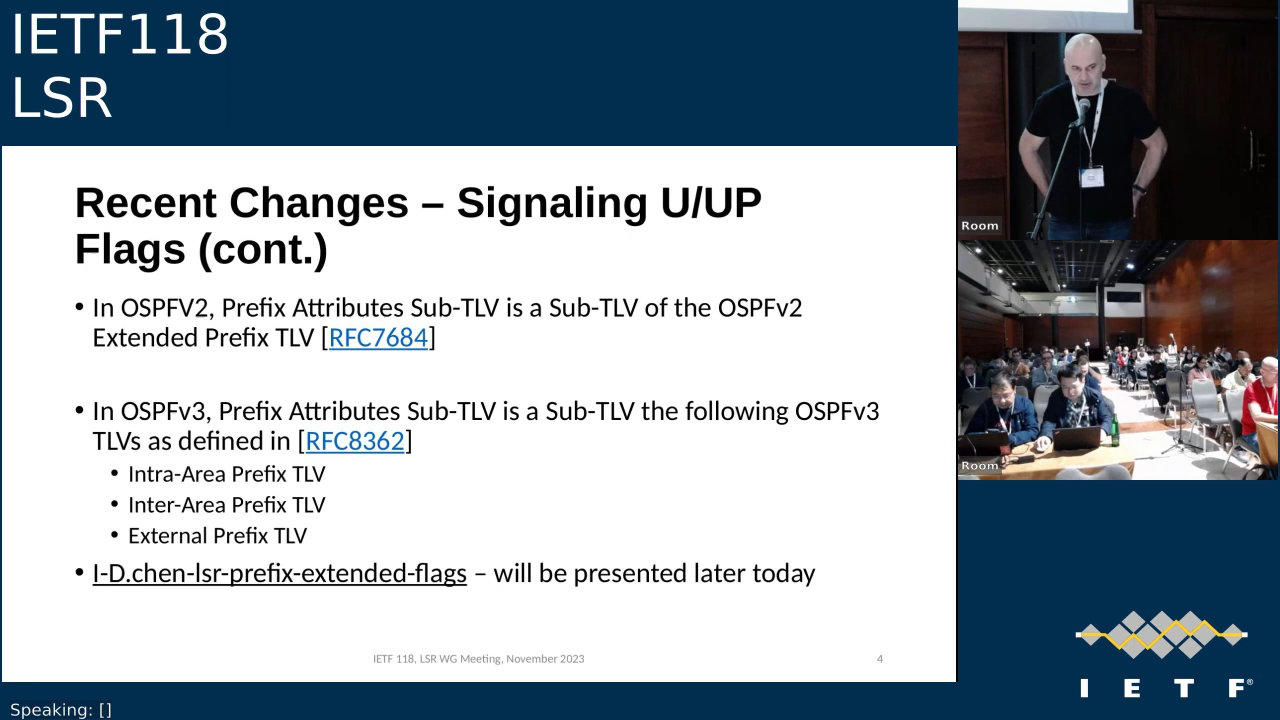 IETF118
LSR
Recent Changes – Signaling U/UP
Flags (cont.)
• In OSPFV2, Prefix Attributes Sub-TLV is a Sub-TLV of the OSPFv2
Extended Prefix TLV [RFC7684]
• In OSPFv3, Prefix Attributes Sub-TLV is a Sub-TLV the following OSPFv3
TLVs as defined in [RFC8362]
• Intra-Area Prefix TLV
• Inter-Area Prefix TLV
• External Prefix TLV
• I-D.chen-lsr-prefix-extended-flags – will be presented later today
IETF 118, LSR WG Meeting, November 2023
4
Room
Room
I E T F®
Speaking: []